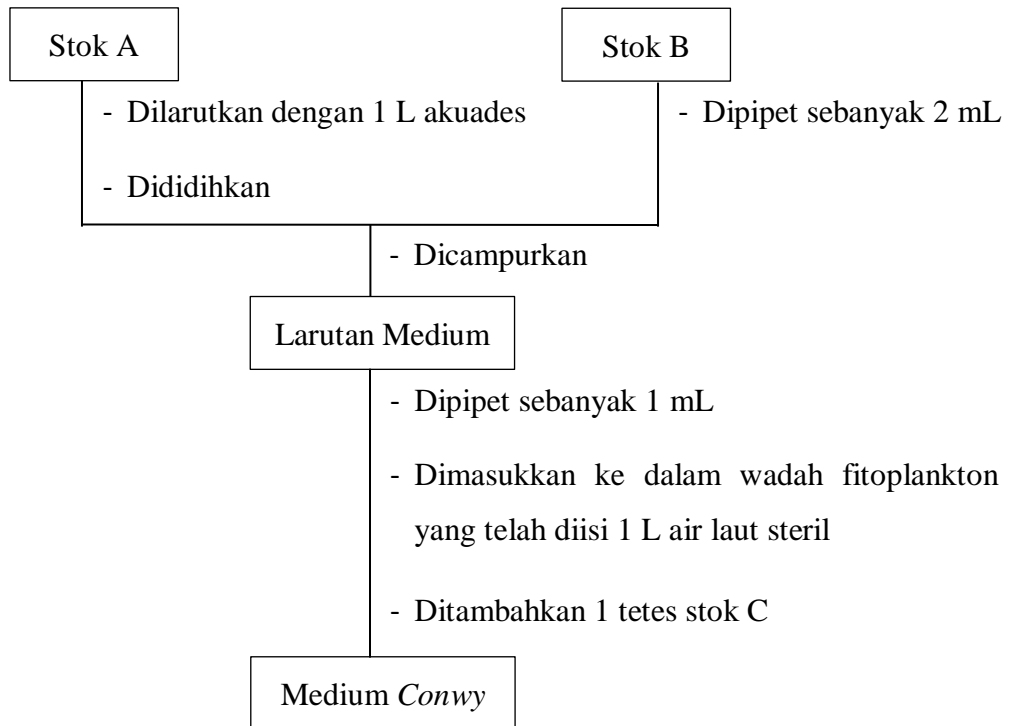 Stok A
Stok B
- Dilarutkan dengan 1 L akuades
- Dipipet sebanyak 2 mL
- Dididihkan
- Dicampurkan
Larutan Medium
- Dipipet sebanyak 1 mL
- Dimasukkan ke dalam wadah fitoplankton
yang telah diisi 1 L air laut steril
- Ditambahkan 1 tetes stok C
Medium Conwy